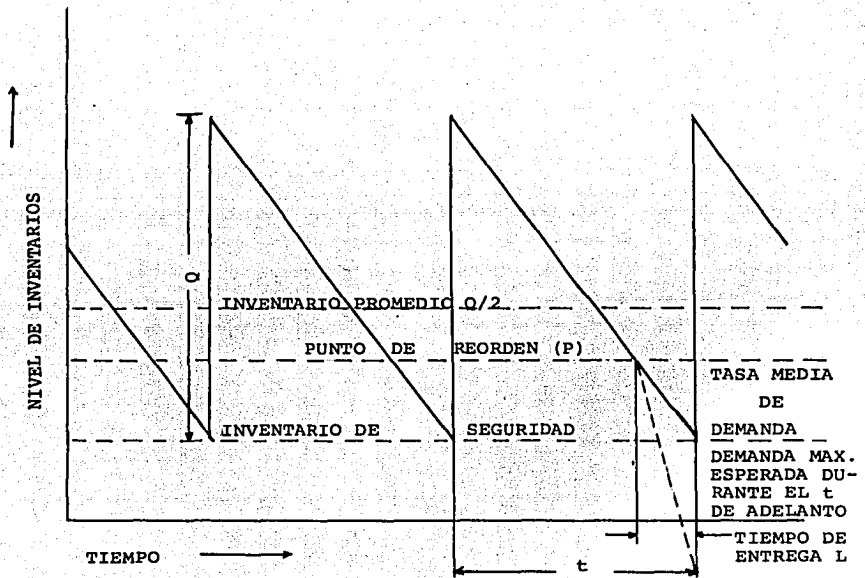 NIVEL DE INVENTARIOS
Q
INVENTARIO PROMEDIO Q/2
PUNTO DE REORDEN (P)
INVENTARIO DE SEGURIDAD
TASA MEDIA
DE
DEMANDA
DEMANDA MAX.
ESPERADA DU-
RANTE EL t
DE ADELANTO
TIEMPO DE
ENTREGA L
TIEMPO
t